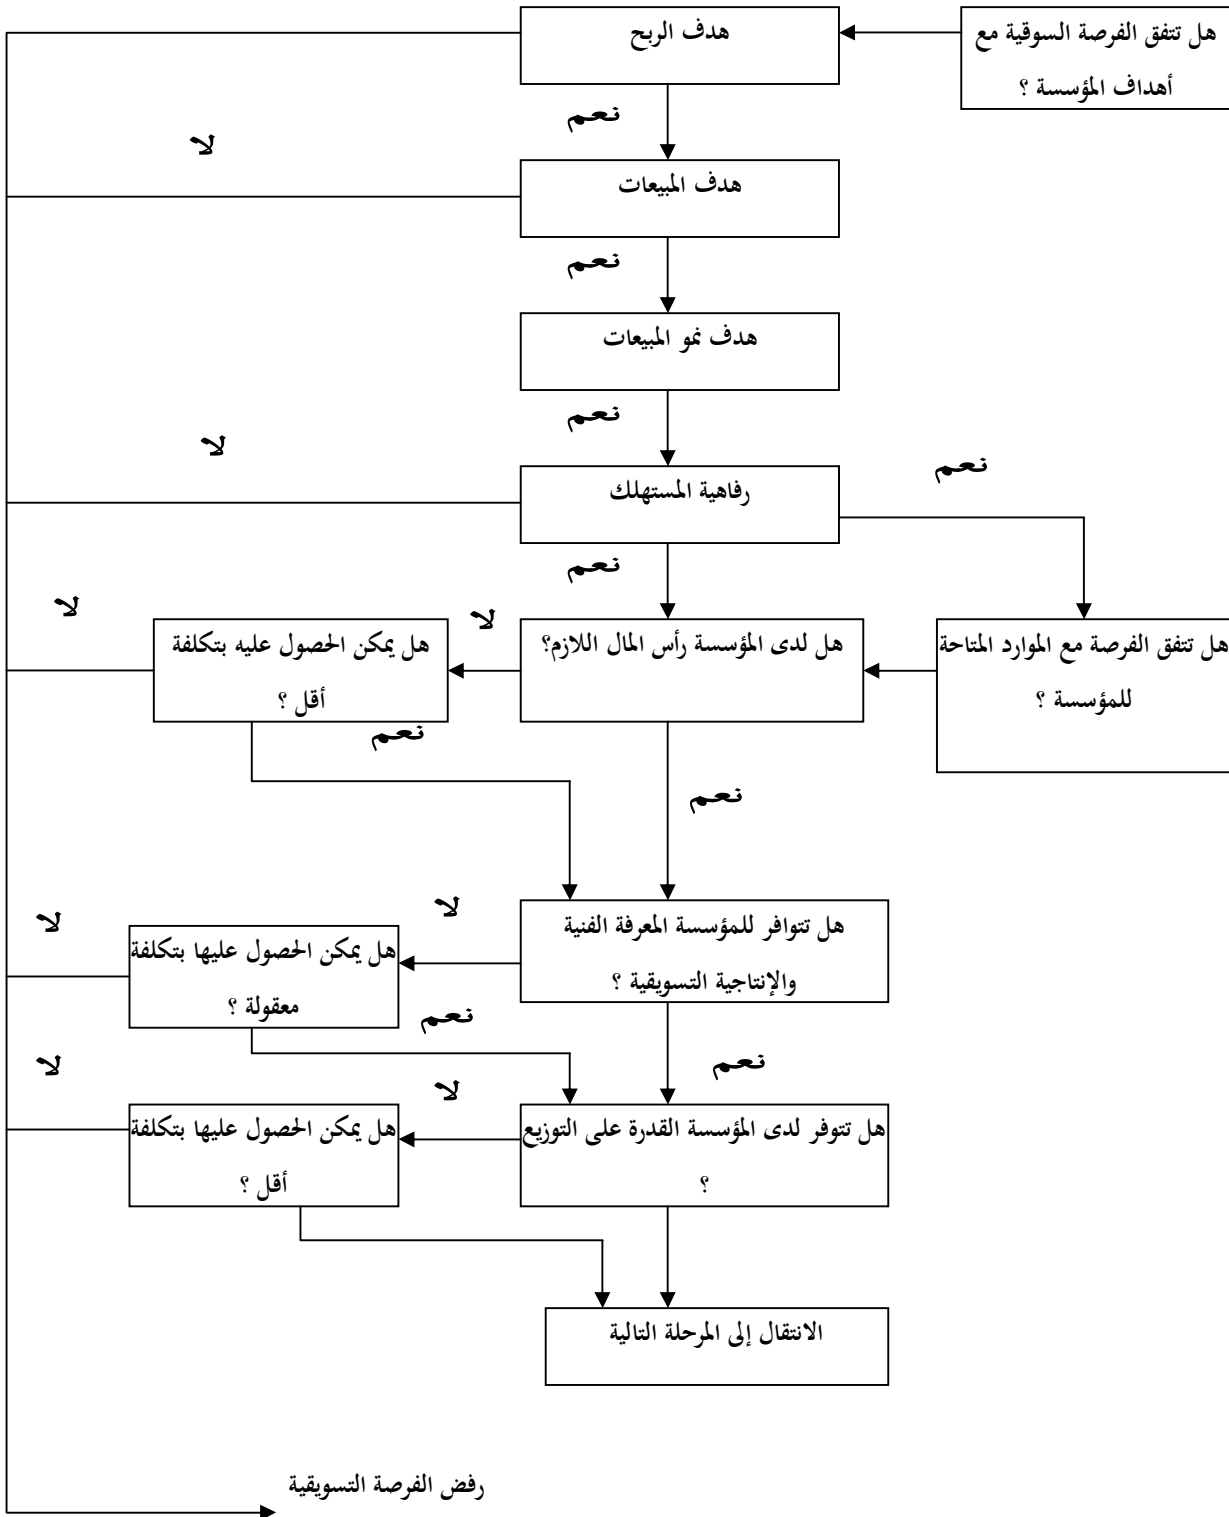 هل تتفق الفرصة السوقية مع
أهداف المؤسسة ؟
هدف الربح
نعم
لا
هدف المبيعات
نعم
هدف نمو المبيعات
نعم
لا
نعم
رفاهية المستهلك
نعم
هل تتفق الفرصة مع الموارد المتاحة
للمؤسسة ؟
هل لدى المؤسسة رأس المال اللازم؟
لا
هل يمكن الحصول عليه بتكلفة
أقل ؟
لا
نعم
نعم
هل تتوافر للمؤسسة المعرفة الفنية
والإنتاجية التسويقية ؟
لا
هل يمكن الحصول عليها بتكلفة
معقولة ؟
لا
نعم
نعم
هل تتوفر لدى المؤسسة القدرة على التوزيع
؟
لا
هل يمكن الحصول عليها بتكلفة
أقل ؟
لا
الانتقال إلى المرحلة التالية
رفض الفرصة التسويقية